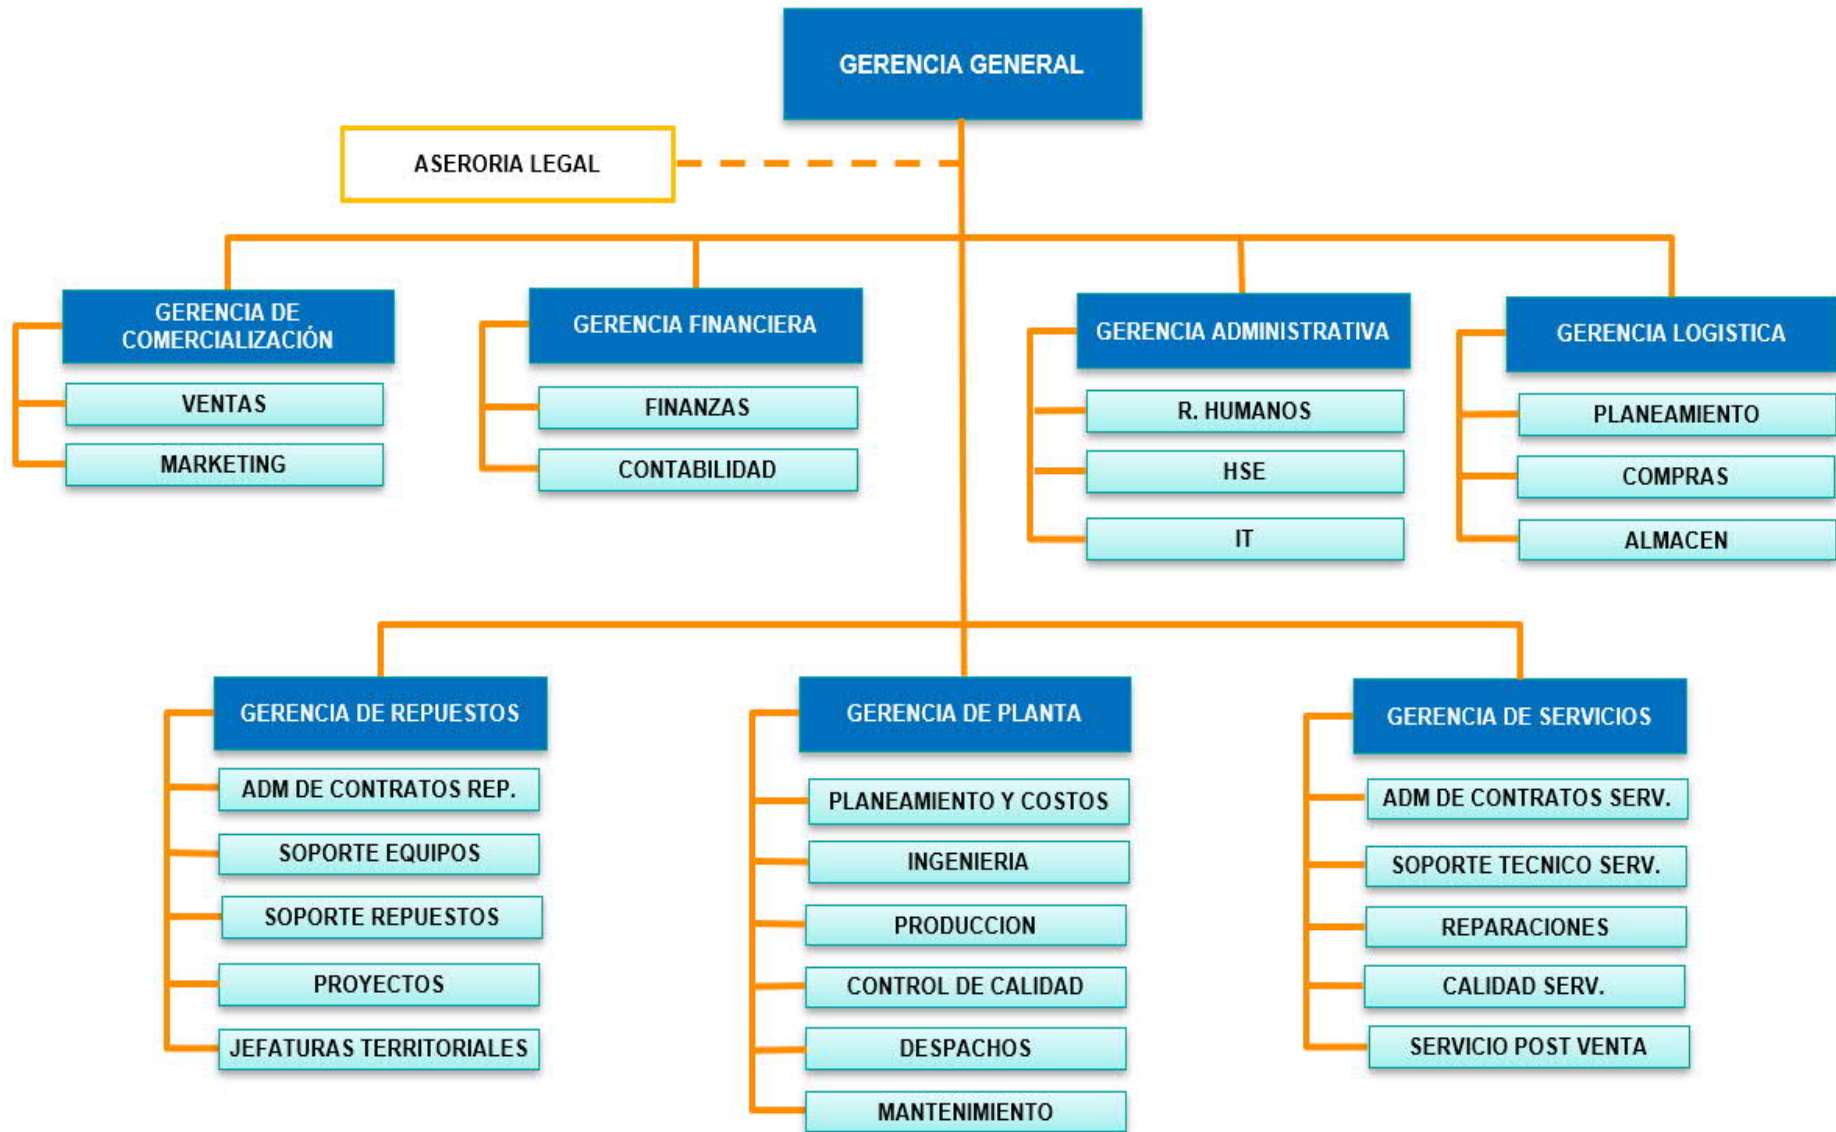 GERENCIA GENERAL
ASERORIA LEGAL
GERENCIA DE
COMERCIALIZACIÓN
VENTAS
MARKETING
GERENCIA FINANCIERA
FINANZAS
CONTABILIDAD
GERENCIA ADMINISTRATIVA
R. HUMANOS
HSE
IT
GERENCIA LOGISTICA
PLANEAMIENTO
COMPRAS
ALMACEN
GERENCIA DE REPUESTOS
ADM DE CONTRATOS REP.
SOPORTE EQUIPOS
SOPORTE REPUESTOS
PROYECTOS
JEFATURAS TERRITORIALES
GERENCIA DE PLANTA
PLANEAMIENTO Y COSTOS
INGENIERIA
PRODUCCION
CONTROL DE CALIDAD
DESPACHOS
MANTENIMIENTO
GERENCIA DE SERVICIOS
ADM DE CONTRATOS SERV.
SOPORTE TECNICO SERV.
REPARACIONES
CALIDAD SERV.
SERVICIO POST VENTA